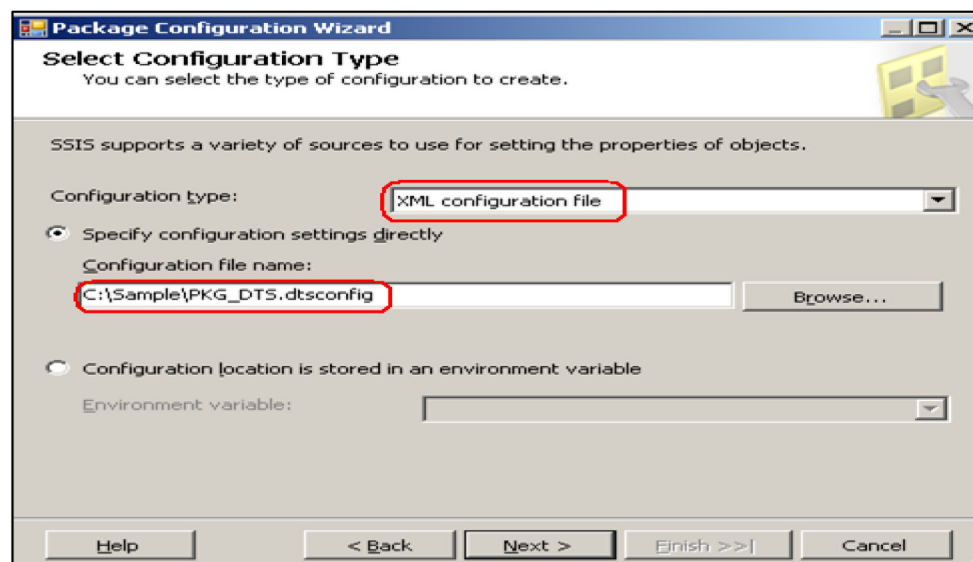 Package Configuration Wizard
Select Configuration Type
You can select the type of configuration to create.
SSIS supports a variety of sources to use for setting the properties of objects.
Configuration type:
XML configuration file
Specify configuration settings directly
Configuration file name:
C:\Sample\PKG_DTS.dtsconfig
Browse...
Configuration location is stored in an environment variable
Environment variable:
Help
< Back
Next >
Finish >>|
Cancel